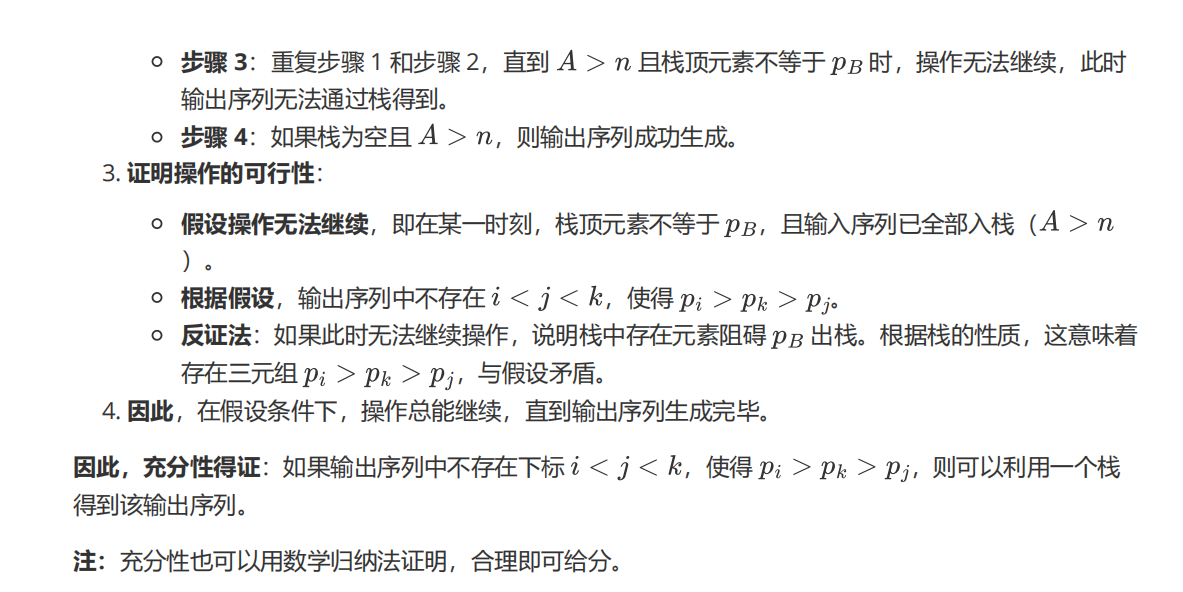 步骤 3：重复步骤 1 和步骤 2，直到 A > n 且栈顶元素不等于 p_B 时，操作无法继续，此时
输出序列无法通过栈得到。
步骤 4：如果栈为空且 A > n，则输出序列成功生成。
3. 证明操作的可行性：
假设操作无法继续，即在某一时刻，栈顶元素不等于 p_B，且输入序列已全部入栈（A > n
）。
根据假设，输出序列中不存在 i < j < k，使得 p_i > p_k > p_j。
反证法：如果此时无法继续操作，说明栈中存在元素阻碍 p_B 出栈。根据栈的性质，这意味着
存在三元组 p_i > p_k > p_j，与假设矛盾。
4. 因此，在假设条件下，操作总能继续，直到输出序列生成完毕。
因此，充分性得证：如果输出序列中不存在下标 i < j < k，使得 p_i > p_k > p_j，则可以利用一个栈
得到该输出序列。
注：充分性也可以用数学归纳法证明，合理即可给分。